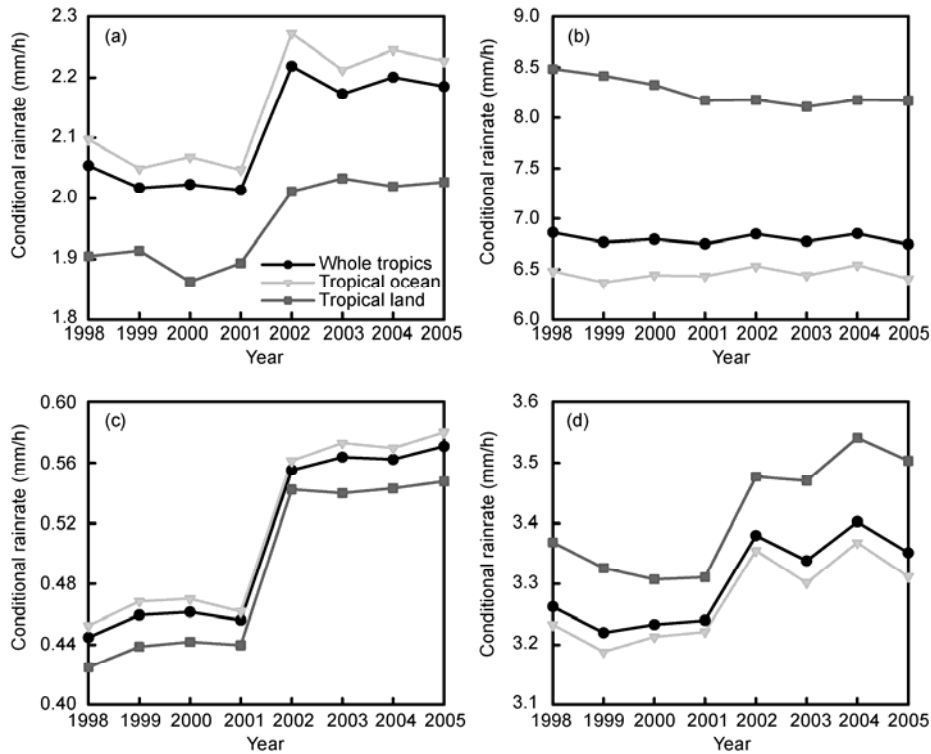 (a)
Conditional rainrate (mm/h)
2.3
2.2
2.1
2.0
1.9
1.8
Whole tropics
Tropical ocean
Tropical land
1998 1999 2000 2001 2002 2003 2004 2005
Year
(b)
Conditional rainrate (mm/h)
9.0
8.5
8.0
7.5
7.0
6.5
6.0
1998 1999 2000 2001 2002 2003 2004 2005
Year
(c)
Conditional rainrate (mm/h)
0.60
0.56
0.52
0.48
0.44
0.40
1998 1999 2000 2001 2002 2003 2004 2005
Year
(d)
Conditional rainrate (mm/h)
3.6
3.5
3.4
3.3
3.2
3.1
1998 1999 2000 2001 2002 2003 2004 2005
Year